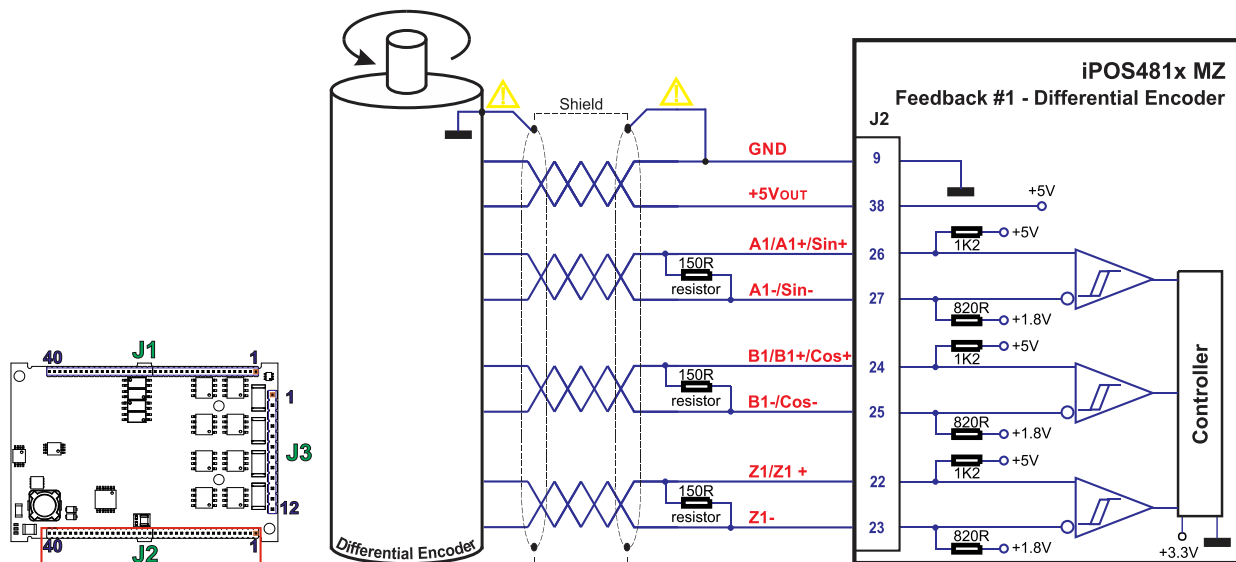 iPOS481x MZ
Feedback #1 - Differential Encoder
Shield
J2
GND
9
+5VOUT
38
+5V
A1/A1+/Sin+
26
+5V
1K2
150R
resistor
A1-/Sin-
27
820R
+1.8V
B1/B1+/Cos+
24
+5V
1K2
150R
resistor
B1-/Cos-
25
820R
+1.8V
Z1/Z1 +
22
+5V
1K2
150R
resistor
Z1-
23
820R
+1.8V
Controller
+3.3V
Differential Encoder
40
J1
1
1
J3
12
40
J2
1